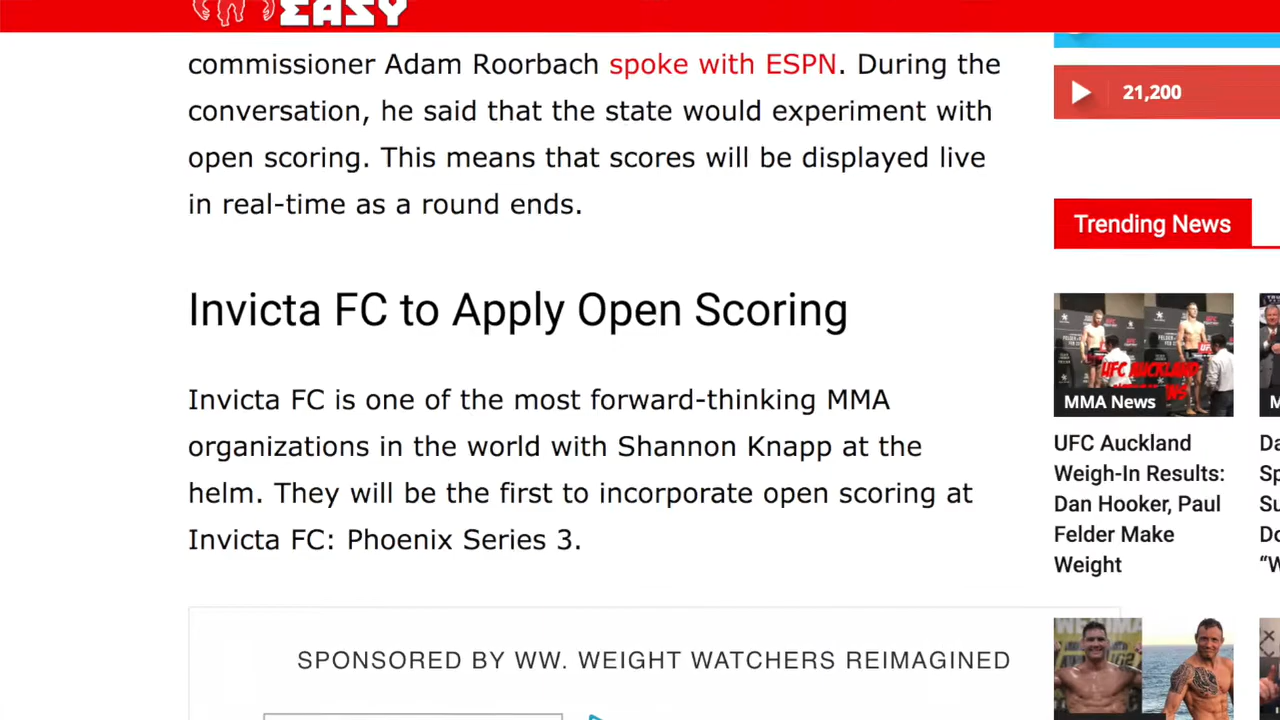 EASY
commissioner Adam Roorbach spoke with ESPN. During the
conversation, he said that the state would experiment with
open scoring. This means that scores will be displayed live
in real-time as a round ends.
Invicta FC to Apply Open Scoring
Invicta FC is one of the most forward-thinking MMA
organizations in the world with Shannon Knapp at the
helm. They will be the first to incorporate open scoring at
Invicta FC: Phoenix Series 3.
SPONSORED BY WW. WEIGHT WATCHERS REIMAGINED
21,200
Trending News
UFC AUCKLAND
MMA News
UFC Auckland
Weigh-In Results:
Dan Hooker, Paul
Felder Make
Weight